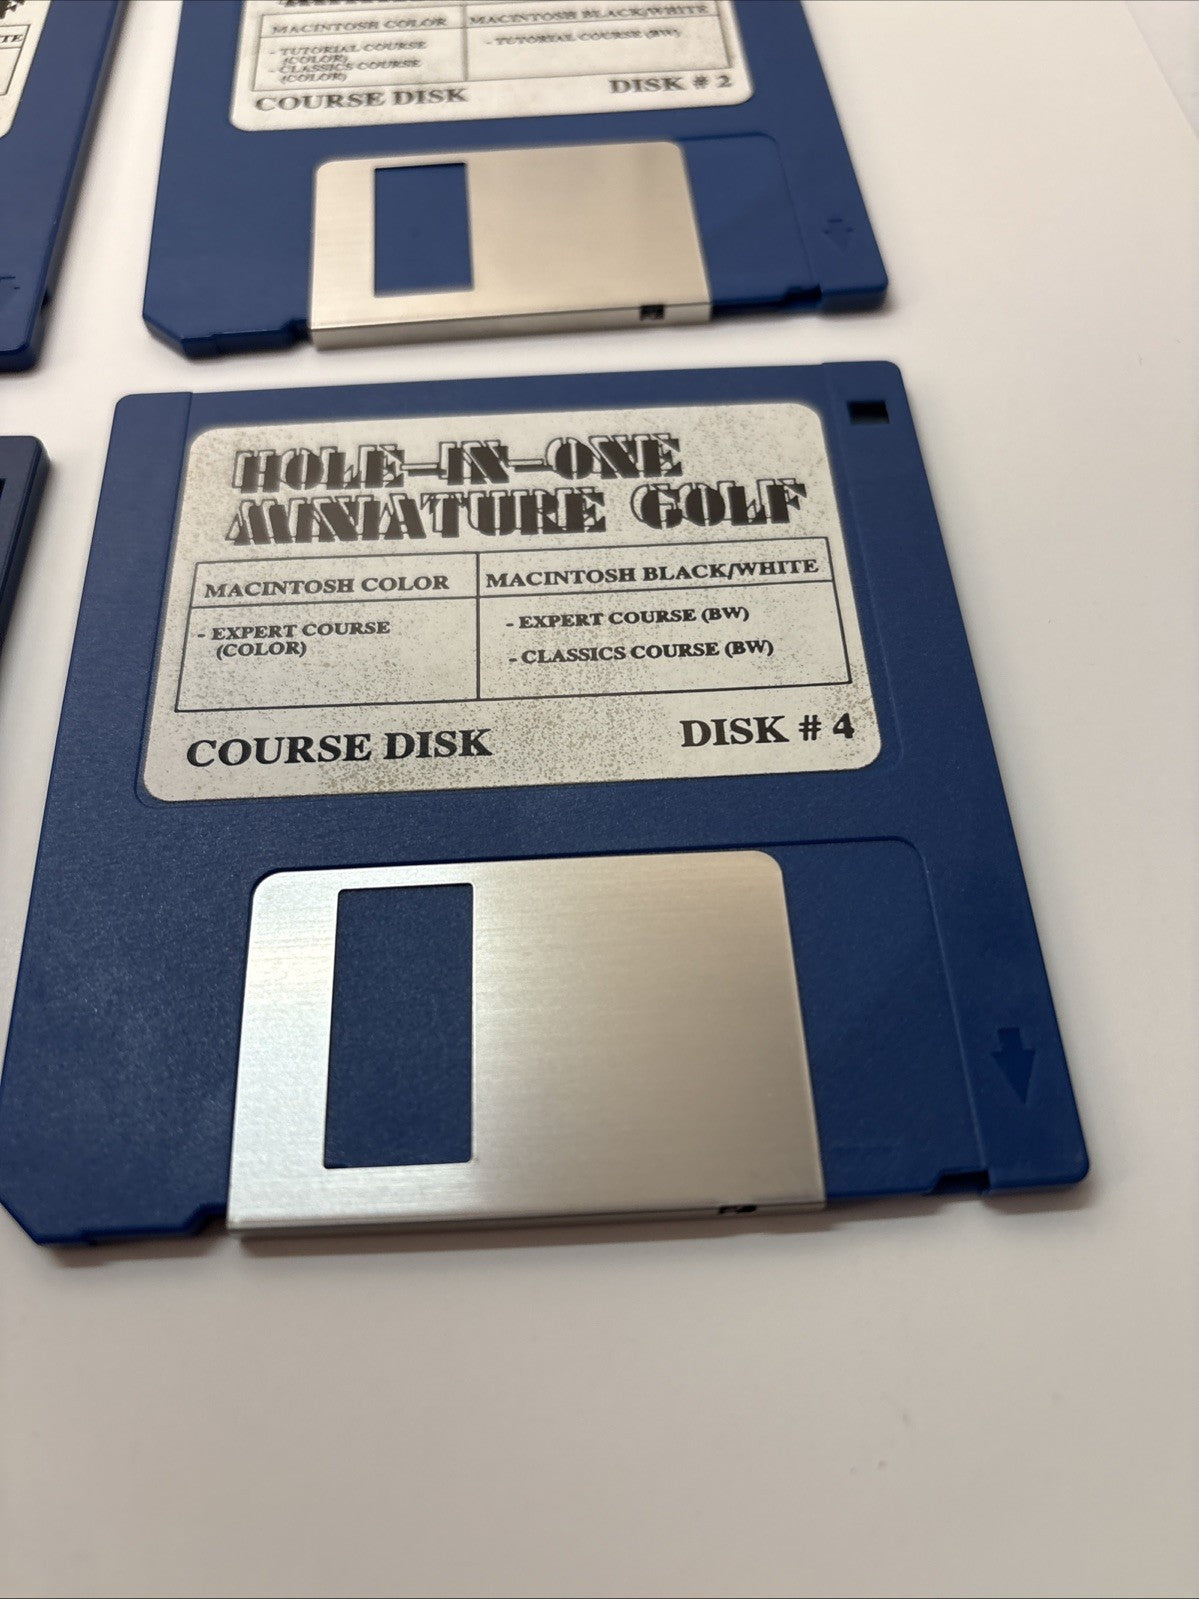 TE
MACINTOSH COLOR
MACINTOSH BLACK/WHITE
- TUTORIAL COURSE
(COLOR)
- CLASSICS COURSE
(COLOR)
- TUTORIAL COURSE (BW)
COURSE DISK
DISK # 2
HOLE-IN-ONE
MINIATURE GOLF
MACINTOSH COLOR
MACINTOSH BLACK/WHITE
- EXPERT COURSE
(COLOR)
- EXPERT COURSE (BW)
- CLASSICS COURSE (BW)
COURSE DISK
DISK # 4